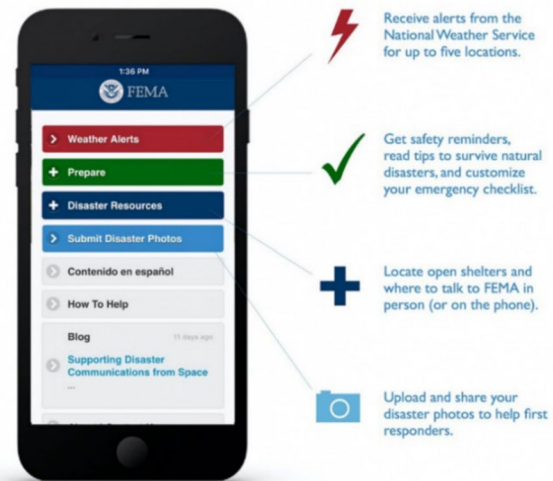 1:36 PM
FEMA
Weather Alerts
Prepare
Disaster Resources
Submit Disaster Photos
Contenido en español
How To Help
Blog
11 days ago
Supporting Disaster
Communications from Space
...
Receive alerts from the
National Weather Service
for up to five locations.
Get safety reminders,
read tips to survive natural
disasters, and customize
your emergency checklist.
Locate open shelters and
where to talk to FEMA in
person (or on the phone).
Upload and share your
disaster photos to help first
responders.